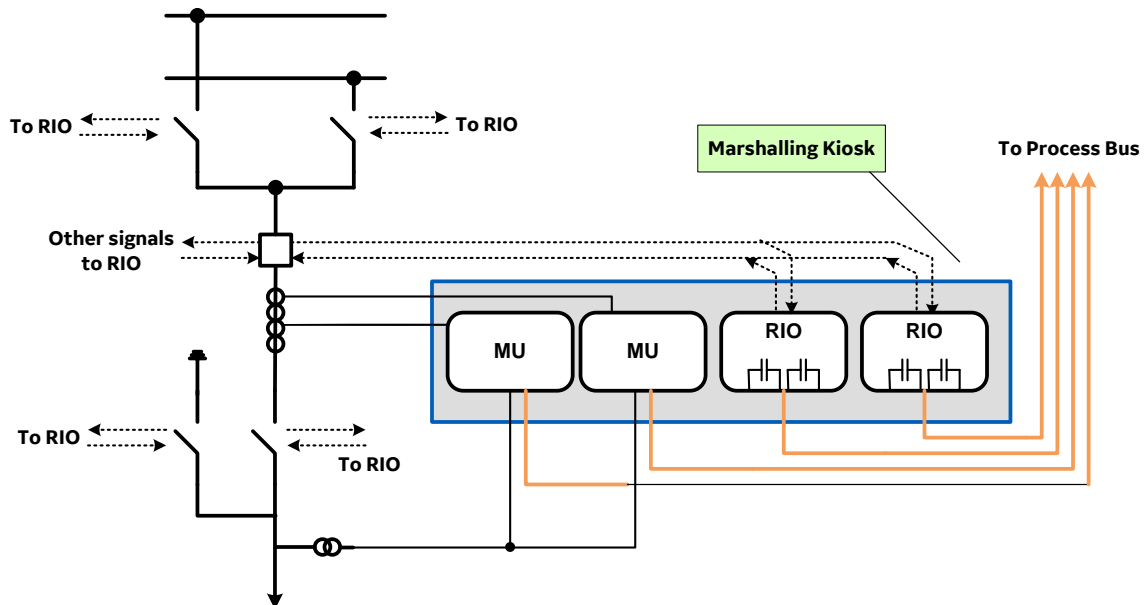 To RIO
To RIO
Marshalling Kiosk
To Process Bus
Other signals
to RIO
MU
MU
RIO
RIO
To RIO
To RIO